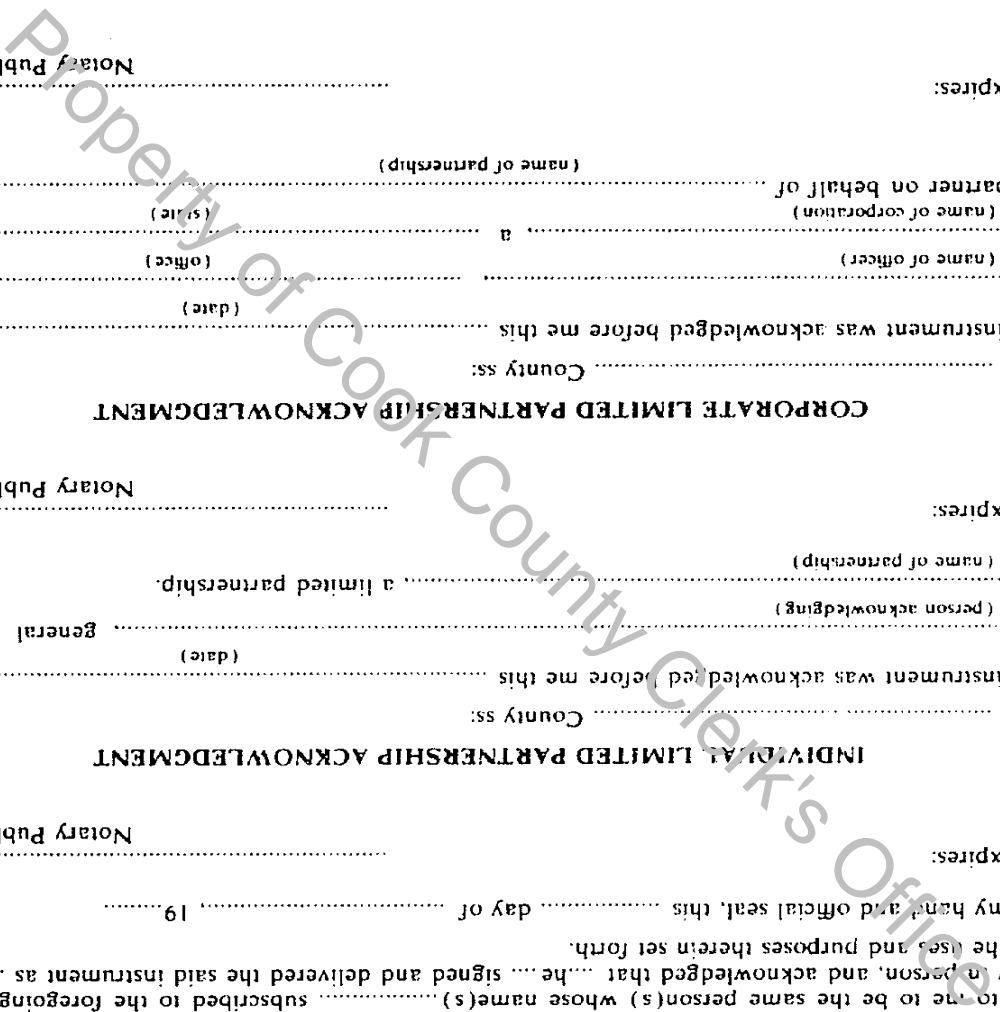 to me to be the same person(s) whose name(s) ................ subscribed to the foregoing
in person, and acknowledged that ....he.... signed and delivered the said instrument as .
he uses and purposes therein set forth.
ny hand and official seal, this ................ day of ................................, 19.........
xpires:
Notary Publ
INDIVIDUAL LIMITED PARTNERSHIP ACKNOWLEDGMENT
................................ County ss:
instrument was acknowledged before me this ................................
(date)
................................, general
(person acknowledging)
................................, a limited partnership.
(name of partnership)
xpires:
Notary Publ
CORPORATE LIMITED PARTNERSHIP ACKNOWLEDGMENT
................................ County ss:
instrument was acknowledged before me this ................................
(date)
................................, ................................
(name of officer) (office)
................................, a ................................
(name of corporation) (state)
partner on behalf of ................................
(name of partnership)
xpires:
Notary Publ
Property of Cook County Clerk's Office